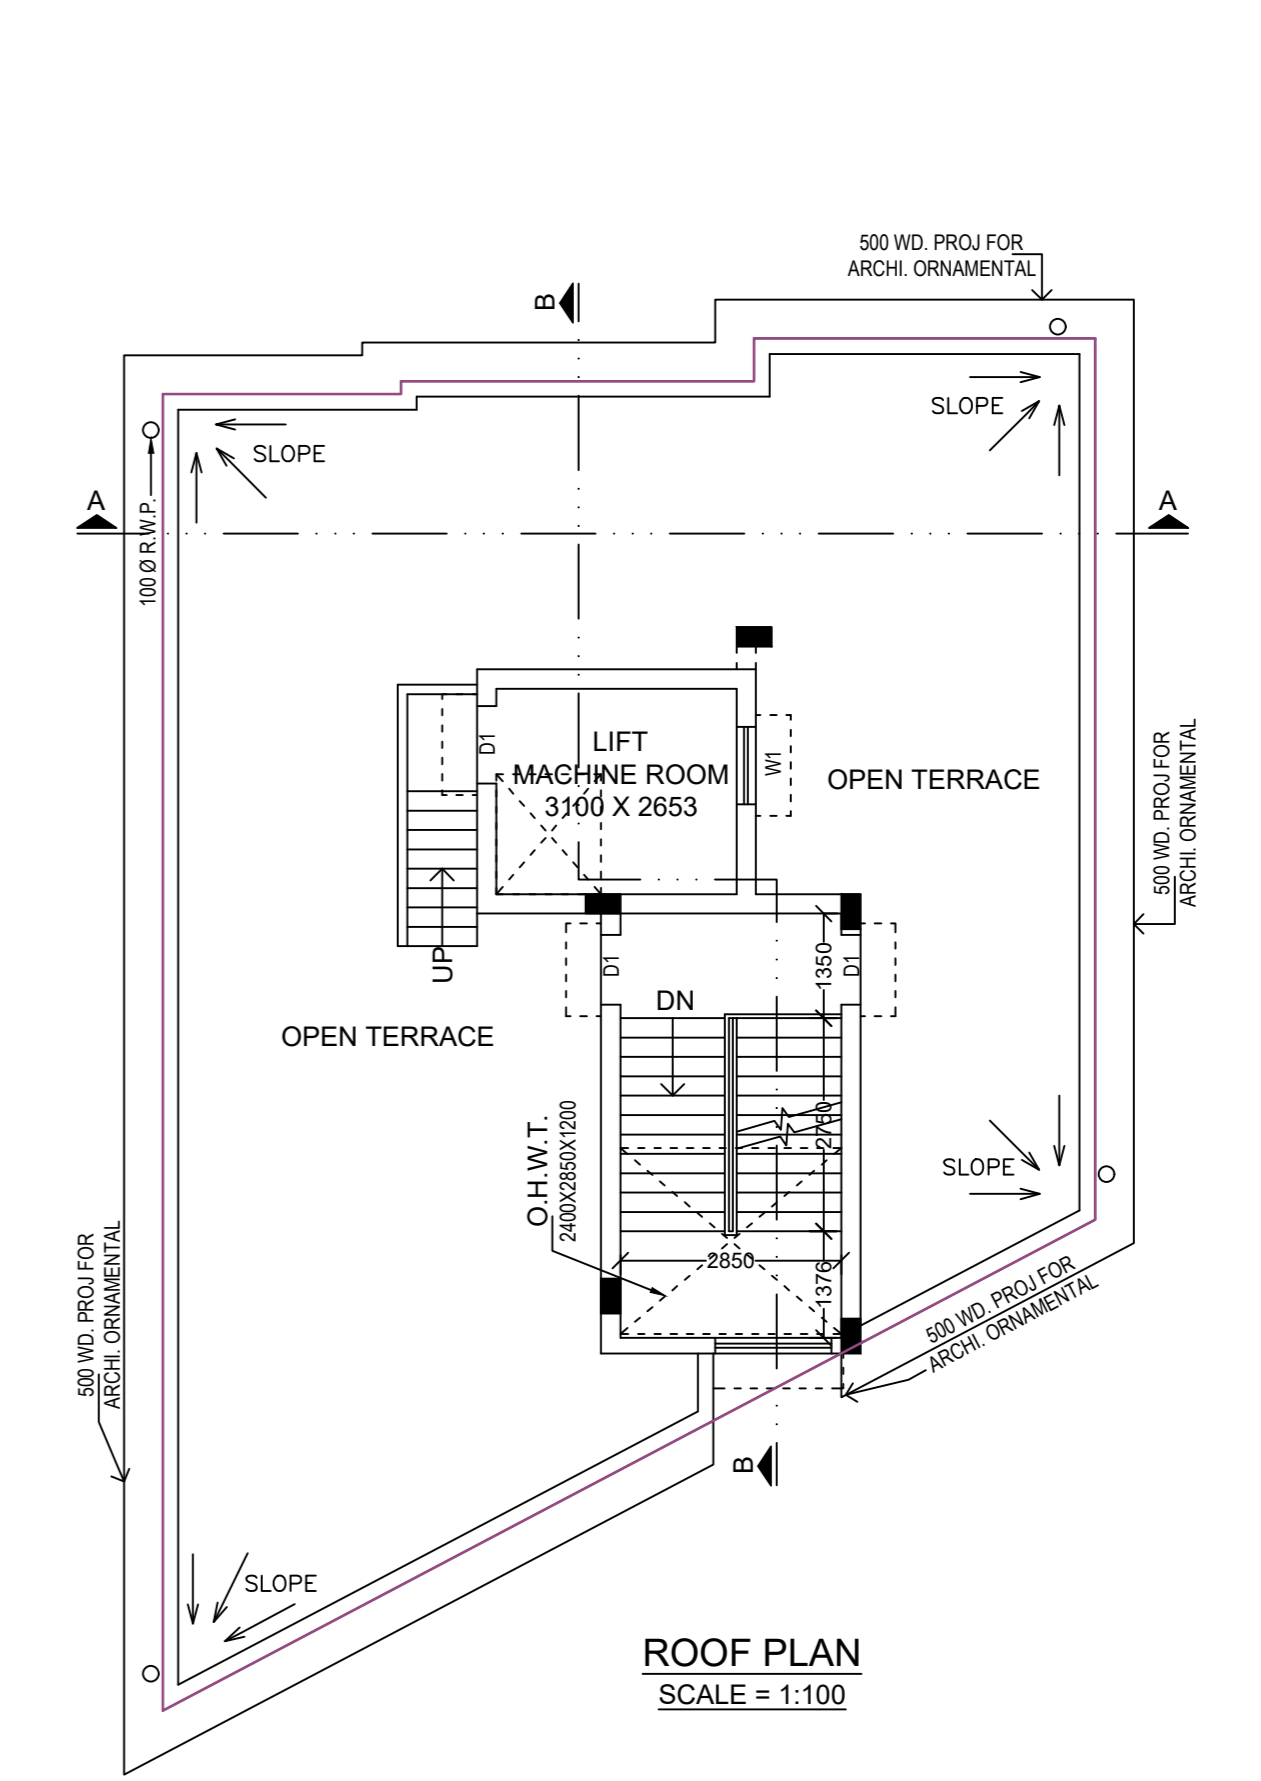 500 WD. PROJ FOR
ARCHI. ORNAMENTAL
B
SLOPE
SLOPE
A
A
100 Ø R.W.P.
D1
LIFT
MACHINE ROOM
3100 X 2653
W1
OPEN TERRACE
500 WD. PROJ FOR
ARCHI. ORNAMENTAL
UP
D1
1350
D1
DN
OPEN TERRACE
O.H.W.T.
2400X2850X1200
2750
SLOPE
2850
1376
500 WD. PROJ FOR
ARCHI. ORNAMENTAL
500 WD. PROJ FOR
ARCHI. ORNAMENTAL
B
SLOPE
ROOF PLAN
SCALE = 1:100